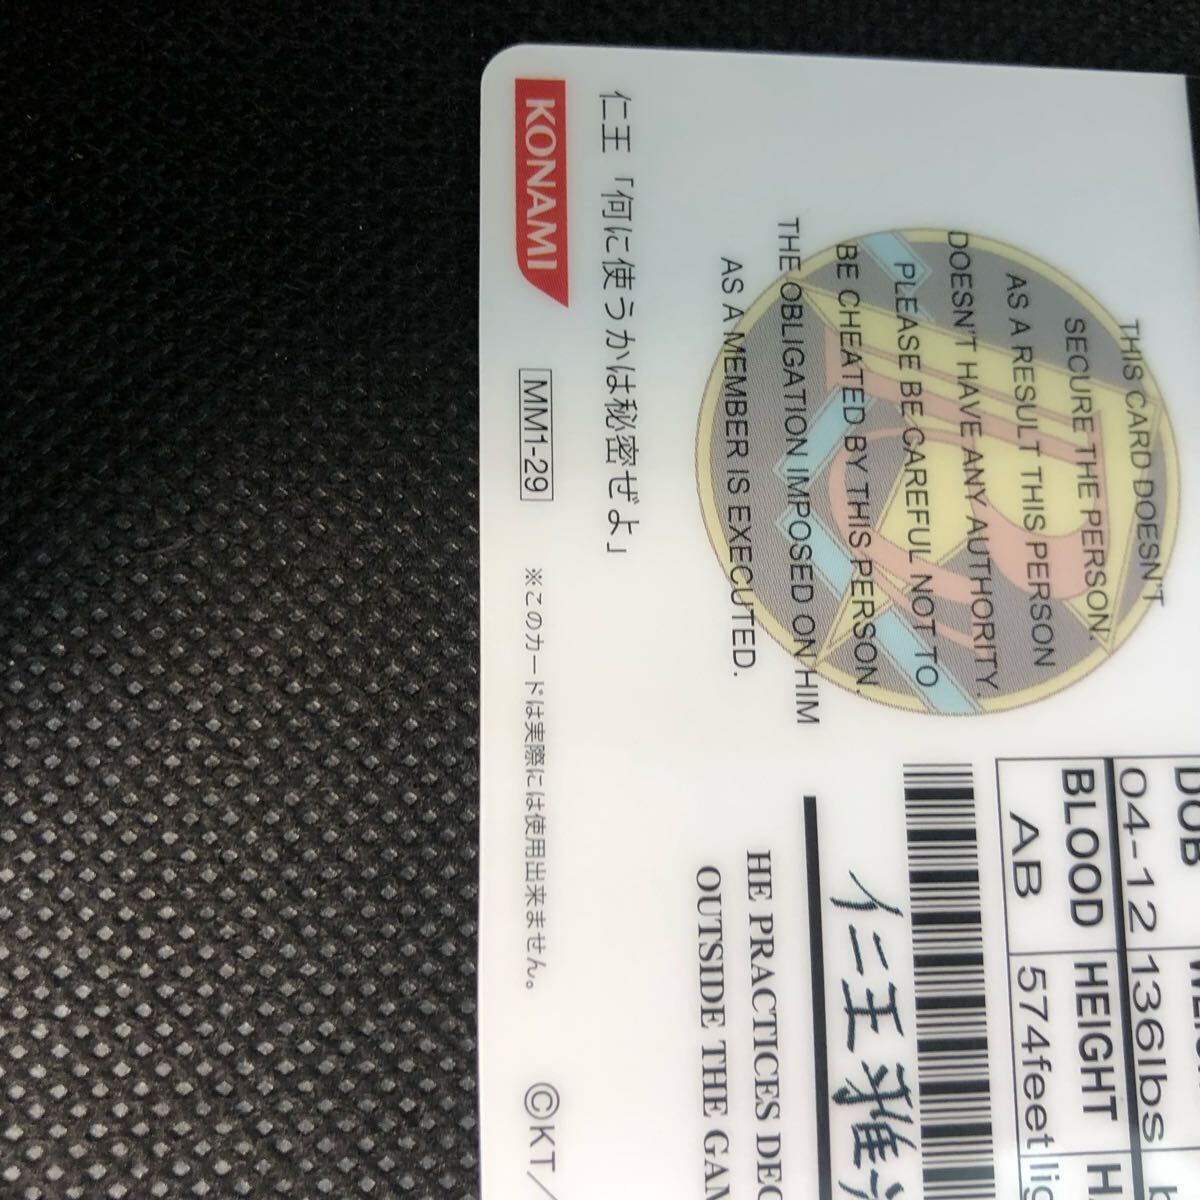 THIS CARD DOESN'T
SECURE THE PERSON.
AS A RESULT THIS PERSON
DOESN'T HAVE ANY AUTHORITY.
PLEASE BE CAREFUL NOT TO
BE CHEATED BY THIS PERSON.
THE OBLIGATION IMPOSED ON HIM
AS A MEMBER IS EXECUTED.
DOB
04-12 136lbs
BLOOD HEIGHT
AB 574feet
仁王雅
HE PRACTICES
OUTSIDE THE
仁王「何に使うかは秘密ぜよ」
KONAMI MM1-29 ※このカードは実際には使用出来ません。 ©KT/